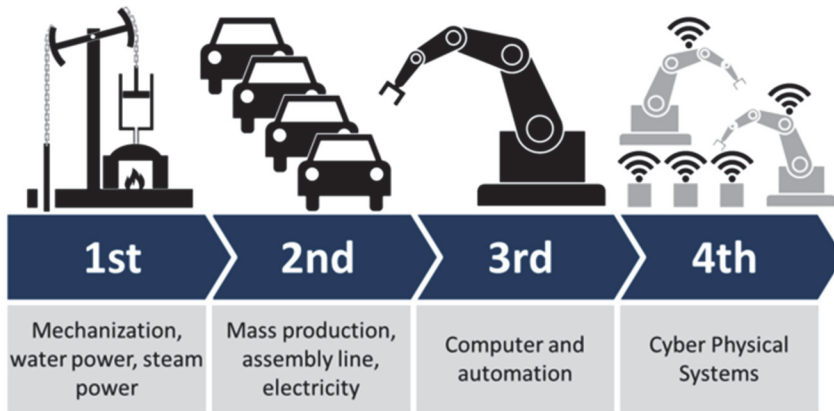 1st
2nd
3rd
4th
Mechanization,
water power, steam
power
Mass production,
assembly line,
electricity
Computer and
automation
Cyber Physical
Systems